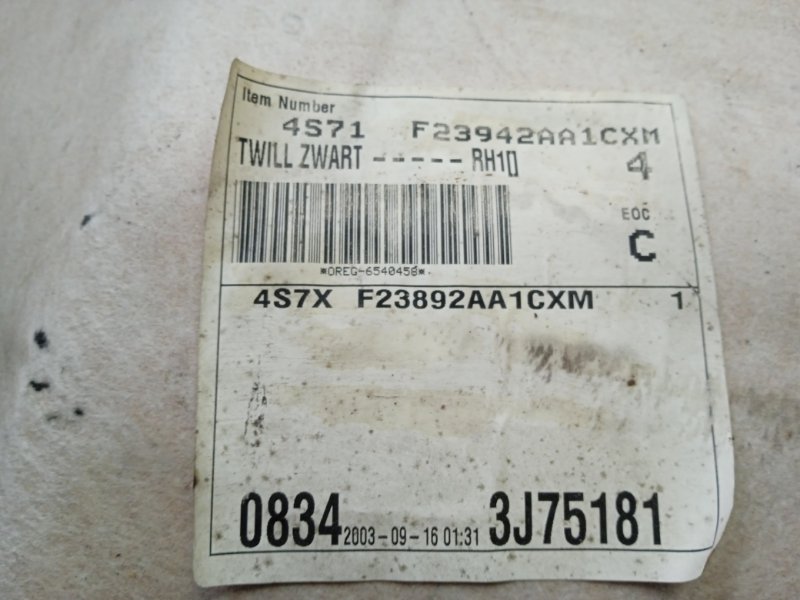 Item Number
4S71 F23942AA1CXM
TWILL ZWART ----- RH1[] 4
EOC
C
*OREG-6540458*
4S7X F23892AA1CXM 1
0834 2003-09-16 01:31 3J75181